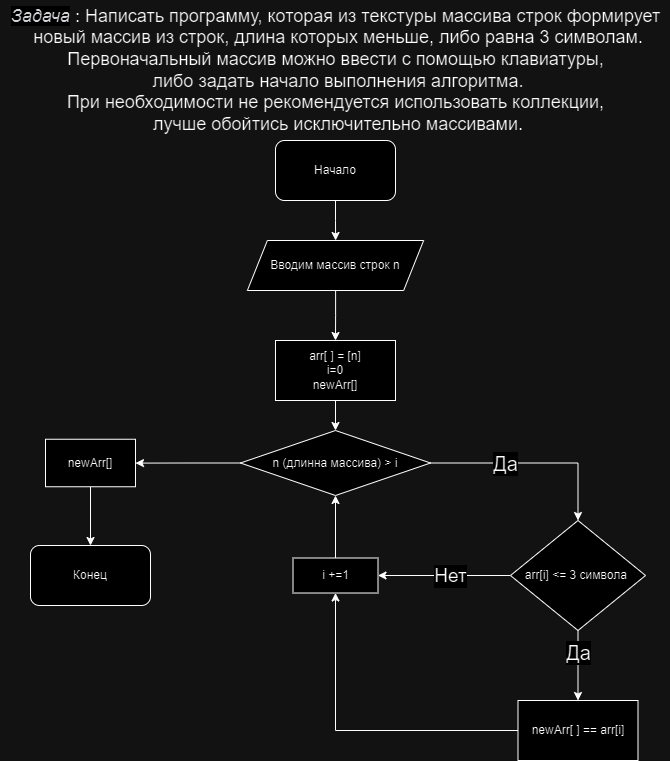 Задача : Написать программу, которая из текстуры массива строк формирует
новый массив из строк, длина которых меньше, либо равна 3 символам.
Первоначальный массив можно ввести с помощью клавиатуры,
либо задать начало выполнения алгоритма.
При необходимости не рекомендуется использовать коллекции,
лучше обойтись исключительно массивами.
Начало
Вводим массив строк n
arr[ ] = [n]
i=0
newArr[]
n (длинна массива) > i
newArr[]
Да
Конец
i +=1
Нет
arr[i] <= 3 символа
Да
newArr[ ] == arr[i]